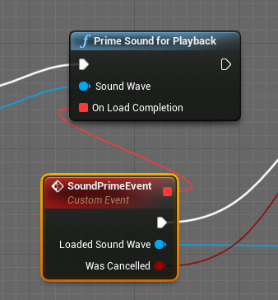 Prime Sound for Playback
Sound Wave
On Load Completion
SoundPrimeEvent
Custom Event
Loaded Sound Wave
Was Cancelled